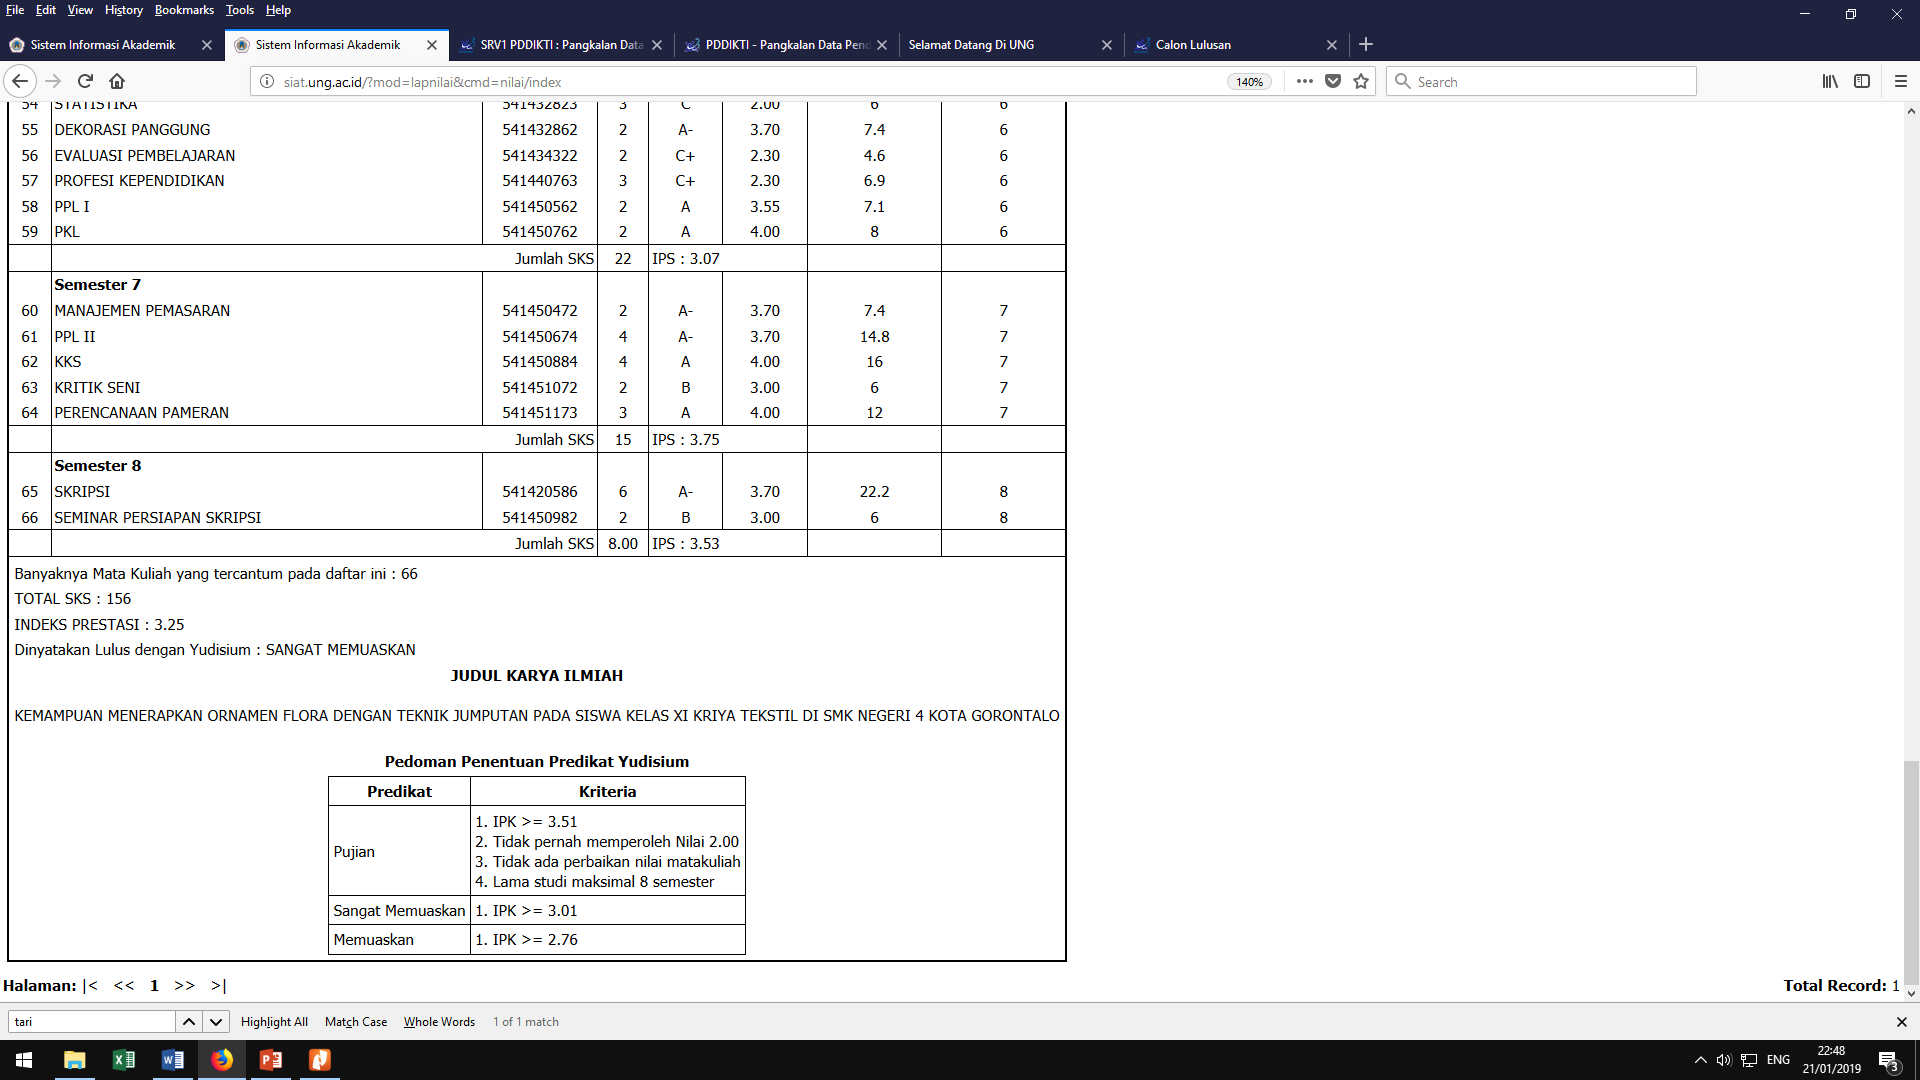 File Edit View History Bookmarks Tools Help
Sistem Informasi Akademik Sistem Informasi Akademik SRV1 PDDIKTI : Pangkalan Data PDDIKTI - Pangkalan Data Pend Selamat Datang Di UNG Calon Lulusan
siat.ung.ac.id/?mod=lapnilai&cmd=nilai/index 140% Search
54 STATISTIKA 541432823 3 C 2.00 6 6
55 DEKORASI PANGGUNG 541432862 2 A- 3.70 7.4 6
56 EVALUASI PEMBELAJARAN 541434322 2 C+ 2.30 4.6 6
57 PROFESI KEPENDIDIKAN 541440763 3 C+ 2.30 6.9 6
58 PPL I 541450562 2 A 3.55 7.1 6
59 PKL 541450762 2 A 4.00 8 6
Jumlah SKS 22 IPS : 3.07
Semester 7
60 MANAJEMEN PEMASARAN 541450472 2 A- 3.70 7.4 7
61 PPL II 541450674 4 A- 3.70 14.8 7
62 KKS 541450884 4 A 4.00 16 7
63 KRITIK SENI 541451072 2 B 3.00 6 7
64 PERENCANAAN PAMERAN 541451173 3 A 4.00 12 7
Jumlah SKS 15 IPS : 3.75
Semester 8
65 SKRIPSI 541420586 6 A- 3.70 22.2 8
66 SEMINAR PERSIAPAN SKRIPSI 541450982 2 B 3.00 6 8
Jumlah SKS 8.00 IPS : 3.53
Banyaknya Mata Kuliah yang tercantum pada daftar ini : 66
TOTAL SKS : 156
INDEKS PRESTASI : 3.25
Dinyatakan Lulus dengan Yudisium : SANGAT MEMUASKAN
JUDUL KARYA ILMIAH
KEMAMPUAN MENERAPKAN ORNAMEN FLORA DENGAN TEKNIK JUMPUTAN PADA SISWA KELAS XI KRIYA TEKSTIL DI SMK NEGERI 4 KOTA GORONTALO
Pedoman Penentuan Predikat Yudisium
Predikat Kriteria
Pujian
1. IPK >= 3.51
2. Tidak pernah memperoleh Nilai 2.00
3. Tidak ada perbaikan nilai matakuliah
4. Lama studi maksimal 8 semester
Sangat Memuaskan 1. IPK >= 3.01
Memuaskan 1. IPK >= 2.76
Halaman: |< << 1 >> >| Total Record: 1
tari Highlight All Match Case Whole Words 1 of 1 match
ENG 22:48
21/01/2019 3